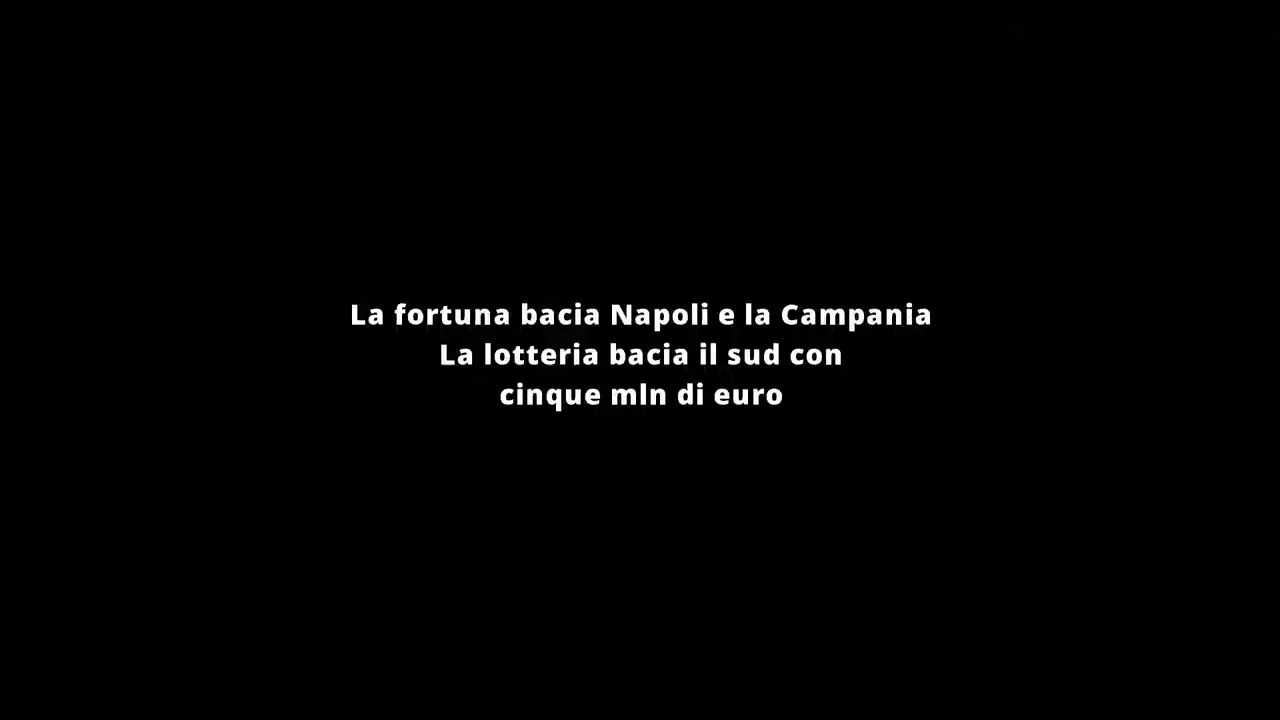 La fortuna bacia Napoli e la Campania
La lotteria bacia il sud con
cinque mln di euro